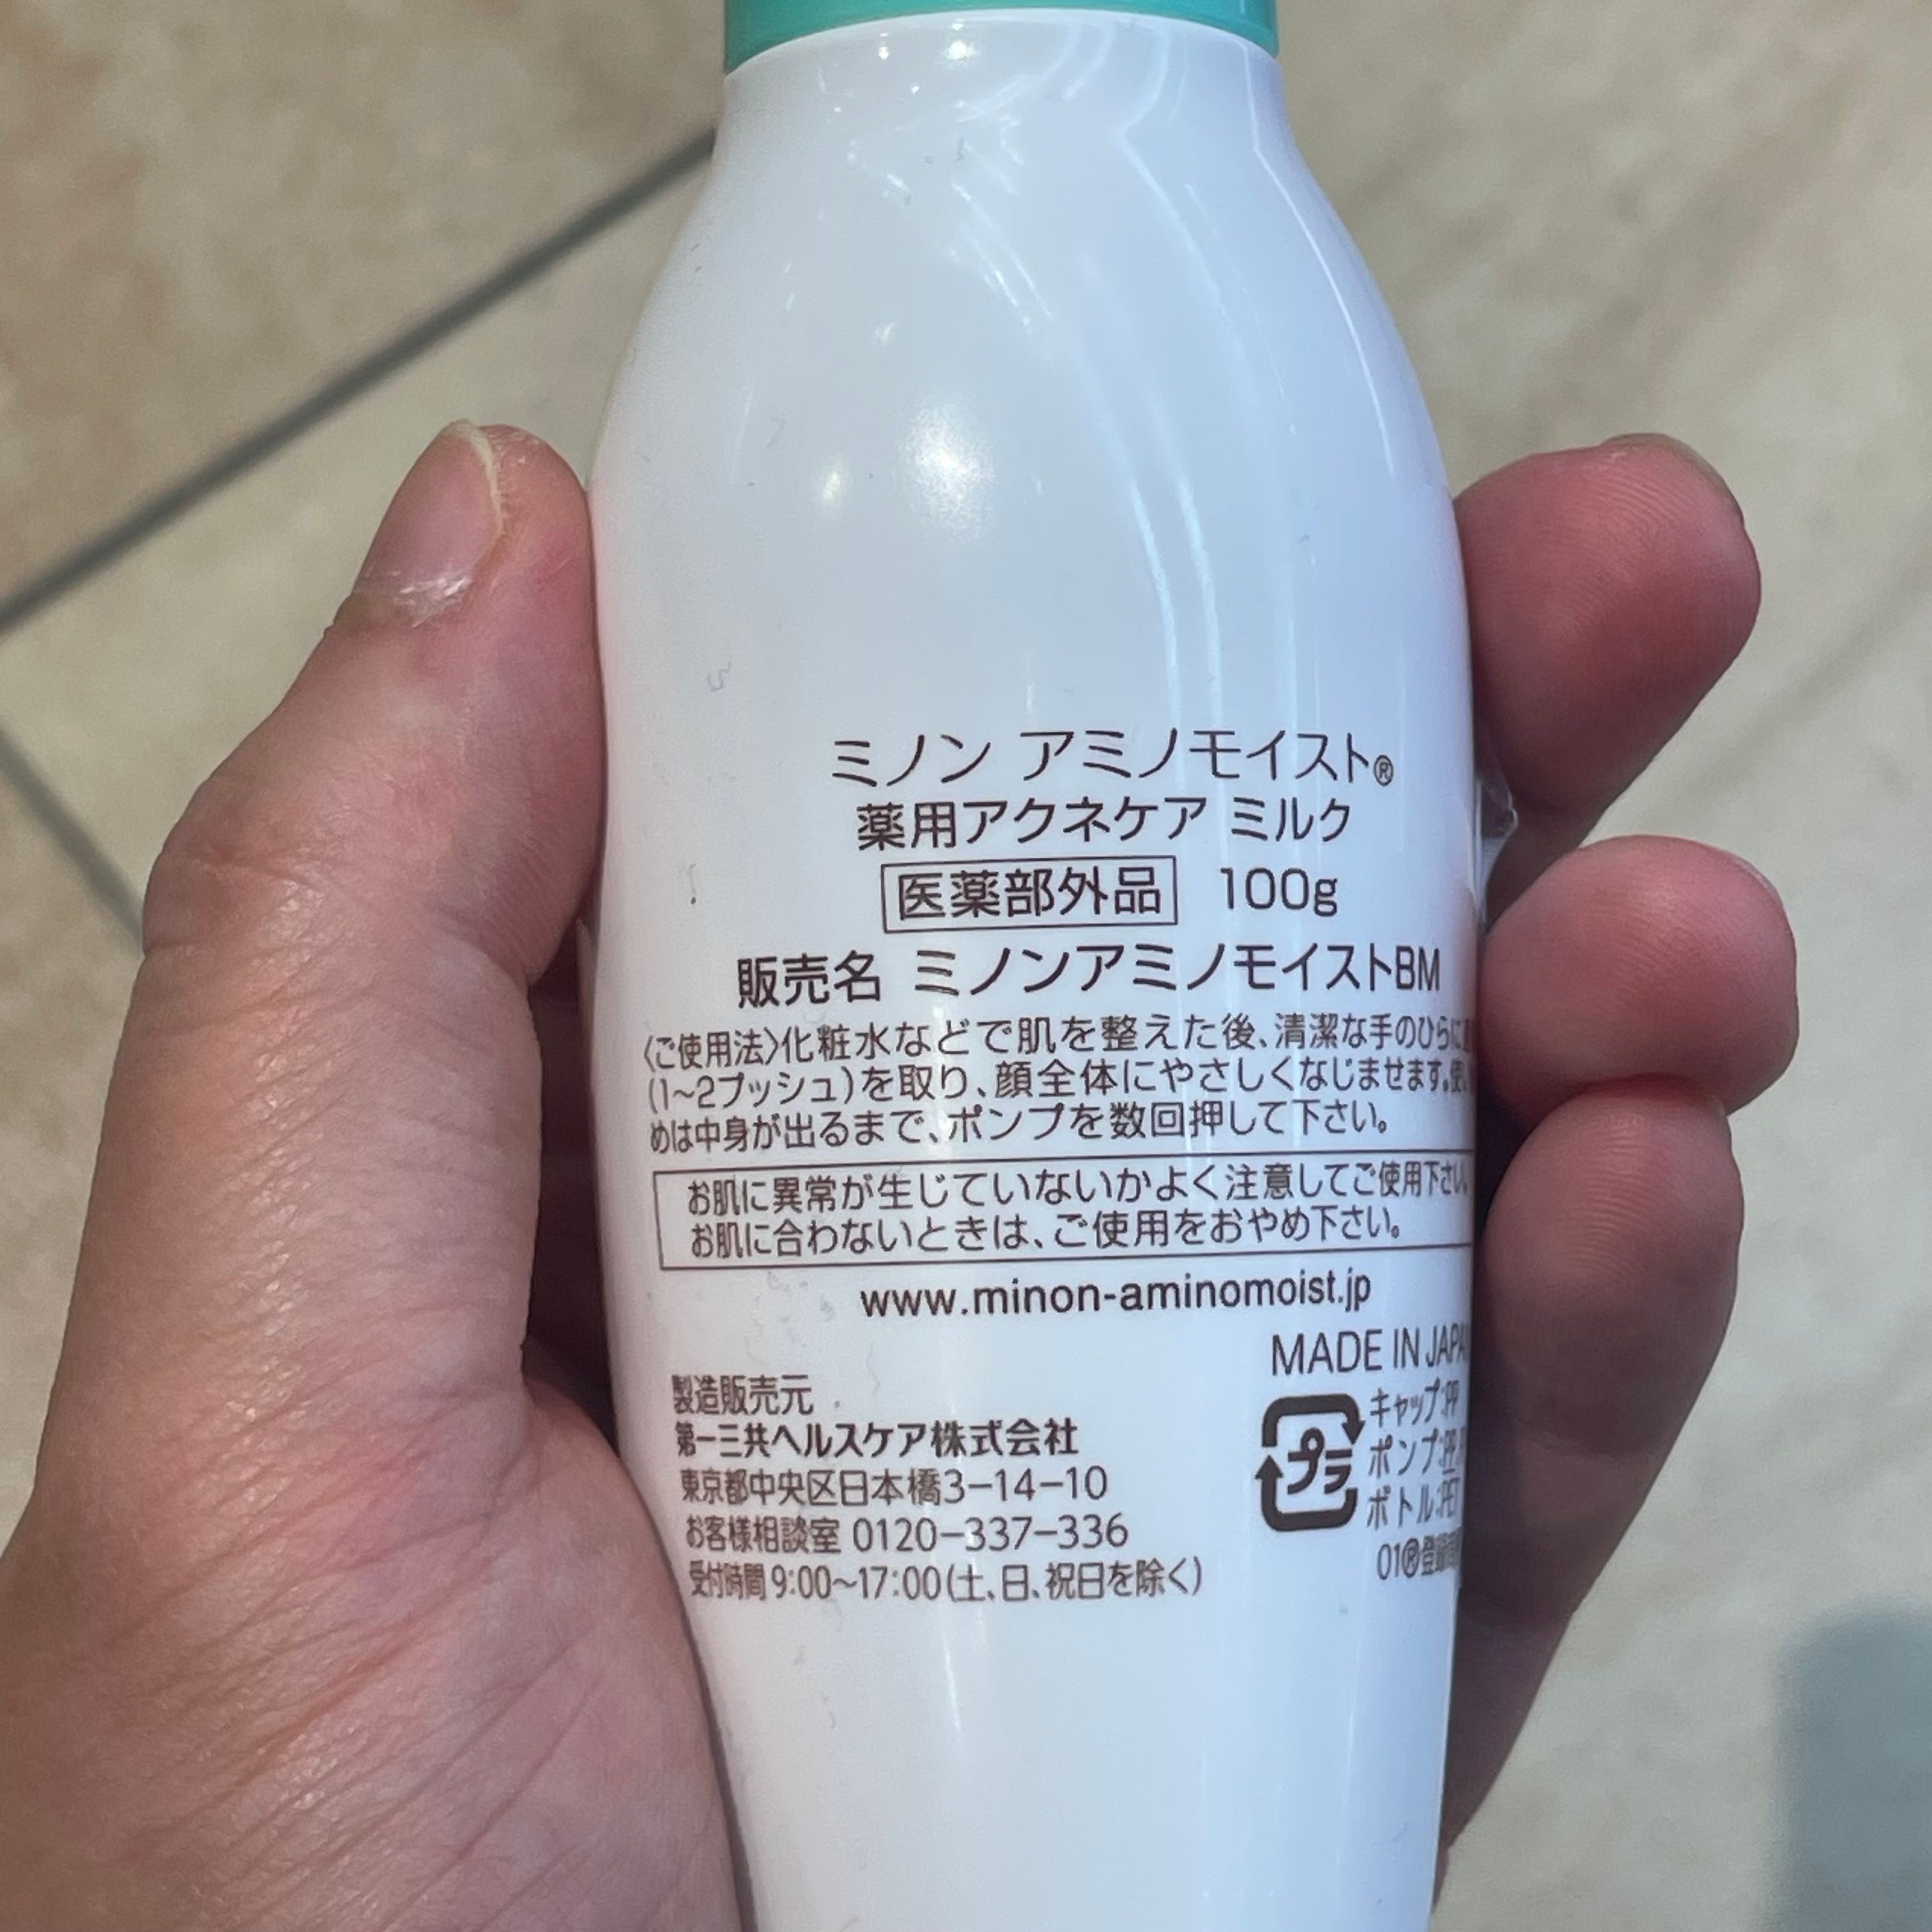 ミノン アミノモイスト®
薬用アクネケア ミルク
医薬部外品 100g
販売名 ミノンアミノモイストBM
〈ご使用法〉化粧水などで肌を整えた後、清潔な手のひらに
(1~2プッシュ)を取り、顔全体にやさしくなじませます。使い
めは中身が出るまで、ポンプを数回押して下さい。
お肌に異常が生じていないかよく注意してご使用下さい。
お肌に合わないときは、ご使用をおやめ下さい。
www.minon-aminomoist.jp
MADE IN JAPA
製造販売元
第一三共ヘルスケア株式会社
東京都中央区日本橋3-14-10
お客様相談室 0120-337-336
受付時間 9:00~17:00(土、日、祝日を除く)
プラ
キャップ:PP
ポンプ:PP
ボトル:PET
01®登録